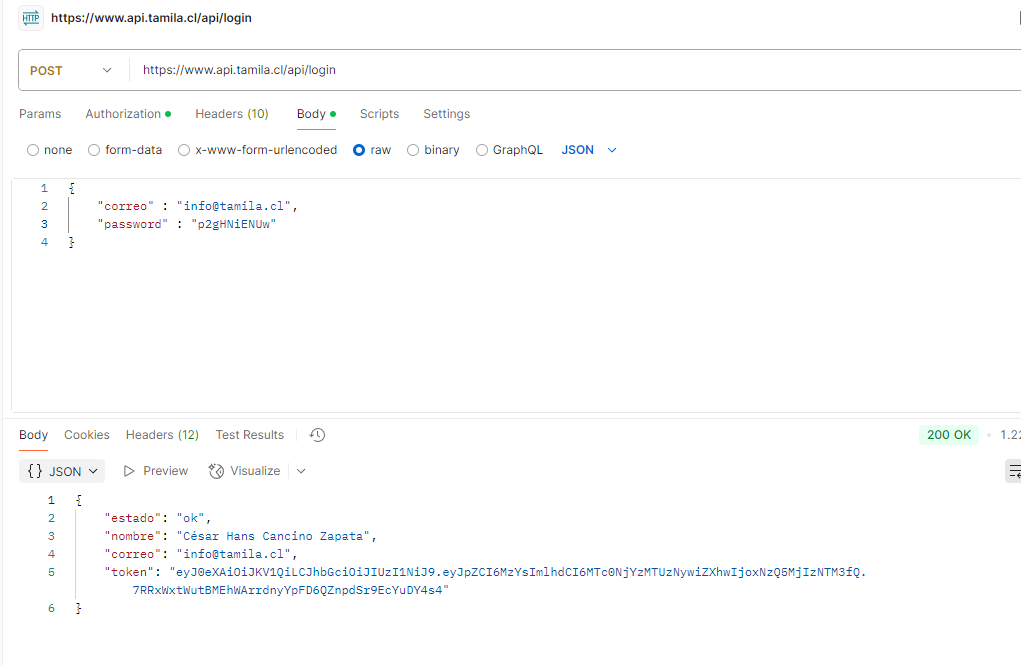 HTTP https://www.api.tamila.cl/api/login
POST https://www.api.tamila.cl/api/login
Params Authorization Headers (10) Body Scripts Settings
none form-data x-www-form-urlencoded raw binary GraphQL JSON
1 {
2 "correo" : "info@tamila.cl",
3 "password" : "p2gHNiENUw"
4 }
Body Cookies Headers (12) Test Results 200 OK 1.22
{} JSON Preview Visualize
1 {
2 "estado": "ok",
3 "nombre": "César Hans Cancino Zapata",
4 "correo": "info@tamila.cl",
5 "token": "eyJ0eXAiOiJKV1QiLCJhbGciOiJIUzI1NiJ9.eyJpZCI6MzYsImlhdCI6MTc0NjYzMTUzNywiZXhwIjoxNzQ5MjIzNTM3fQ.
7RRxWxtWutBMEhWArrdnyYpFD6QZnpdSr9EcYuDY4s4"
6 }